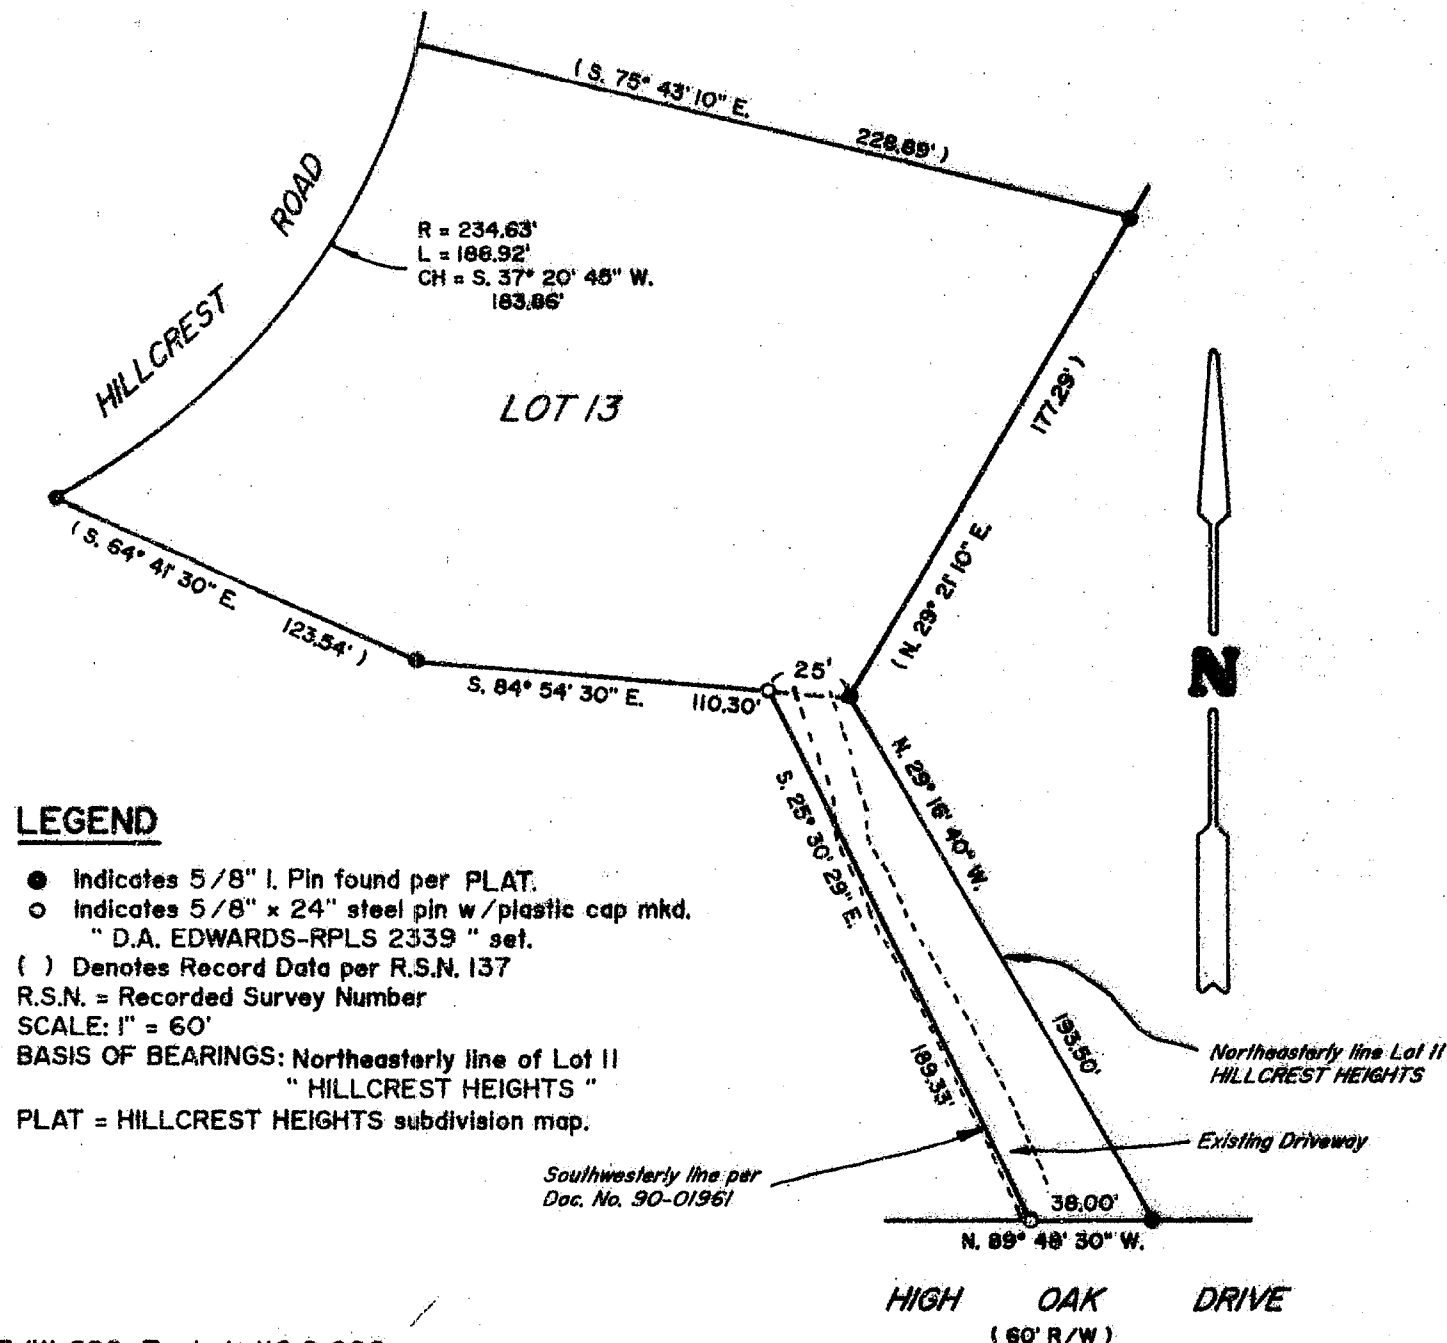 ( S. 75° 43' 10" E.
228.89' )
HILLCREST ROAD
R = 234.63'
L = 188.92'
CH = S. 37° 20' 45" W.
183.86'
LOT 13
177.29' )
( N. 29° 21' 10" E.
( S. 64° 41' 30" E.
123.54' )
S. 84° 54' 30" E.
110.30'
25'
N. 29° 16' 40" W.
S. 25° 30' 29" E.
N
193.50'
189.33'
LEGEND
Indicates 5/8" I. Pin found per PLAT.
Indicates 5/8" x 24" steel pin w/plastic cap mkd.
" D.A. EDWARDS-RPLS 2339 " set.
( ) Denotes Record Data per R.S.N. 137
R.S.N. = Recorded Survey Number
SCALE: 1" = 60'
BASIS OF BEARINGS: Northeasterly line of Lot 11
" HILLCREST HEIGHTS "
PLAT = HILLCREST HEIGHTS subdivision map.
Northeasterly line Lot 11
HILLCREST HEIGHTS
Existing Driveway
Southwesterly line per
Doc. No. 90-01961
38.00'
N. 89° 48' 30" W.
HIGH OAK DRIVE
( 60' R/W )